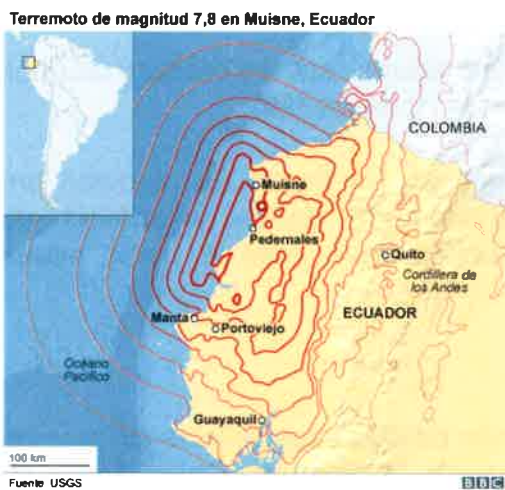 Terremoto de magnitud 7,8 en Muisne, Ecuador
COLOMBIA
Muisne
Pedernales
Quito
Cordillera de
los Andes
ECUADOR
Manta
Portoviejo
Océano
Pacífico
Guayaquil
100 km
Fuente USGS
BBC